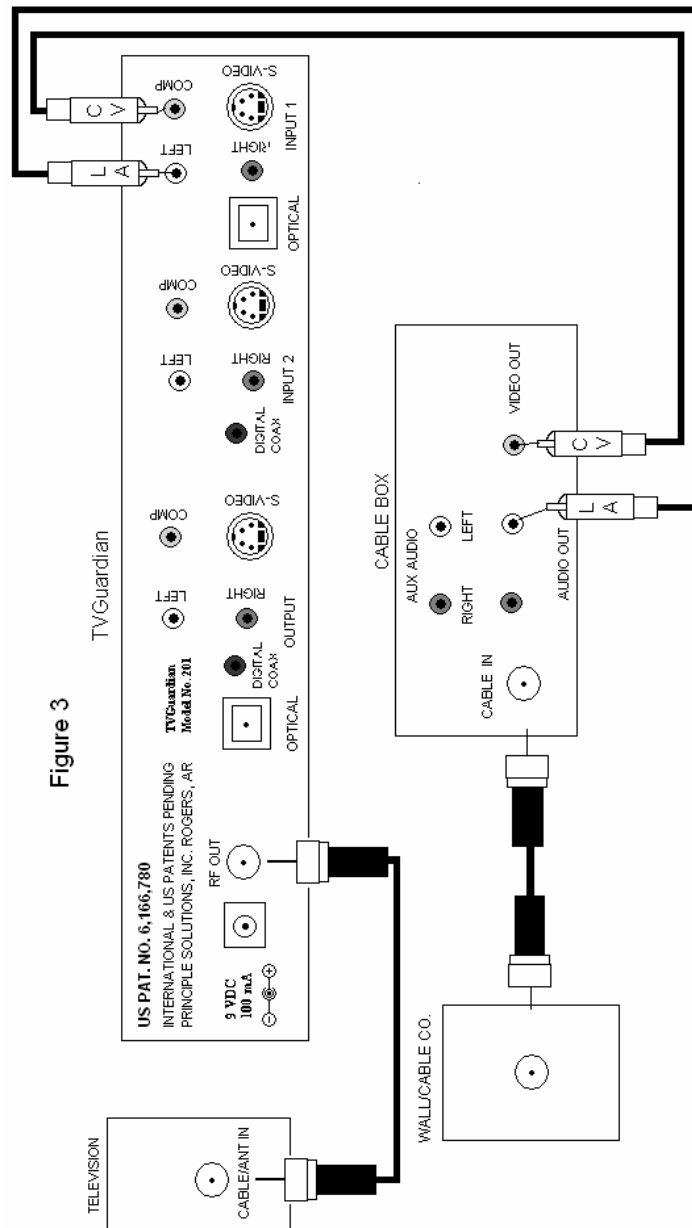 Figure 3
TVGuardian
US PAT. NO. 6,166,780
INTERNATIONAL & US PATENTS PENDING
PRINCIPLE SOLUTIONS, INC. ROGERS, AR
TVGuardian
Model No. 201
9 VDC
100 mA
RF OUT
OPTICAL
DIGITAL
COAX
LEFT
RIGHT
OUTPUT
COMP
S-VIDEO
DIGITAL
COAX
LEFT
RIGHT
INPUT 2
COMP
S-VIDEO
OPTICAL
LEFT
RIGHT
INPUT 1
COMP
S-VIDEO
L A
C V
TELEVISION
CABLE/ANT IN
WALL/CABLE CO.
CABLE BOX
CABLE IN
AUX AUDIO
RIGHT
LEFT
AUDIO OUT
VIDEO OUT
L A
C V